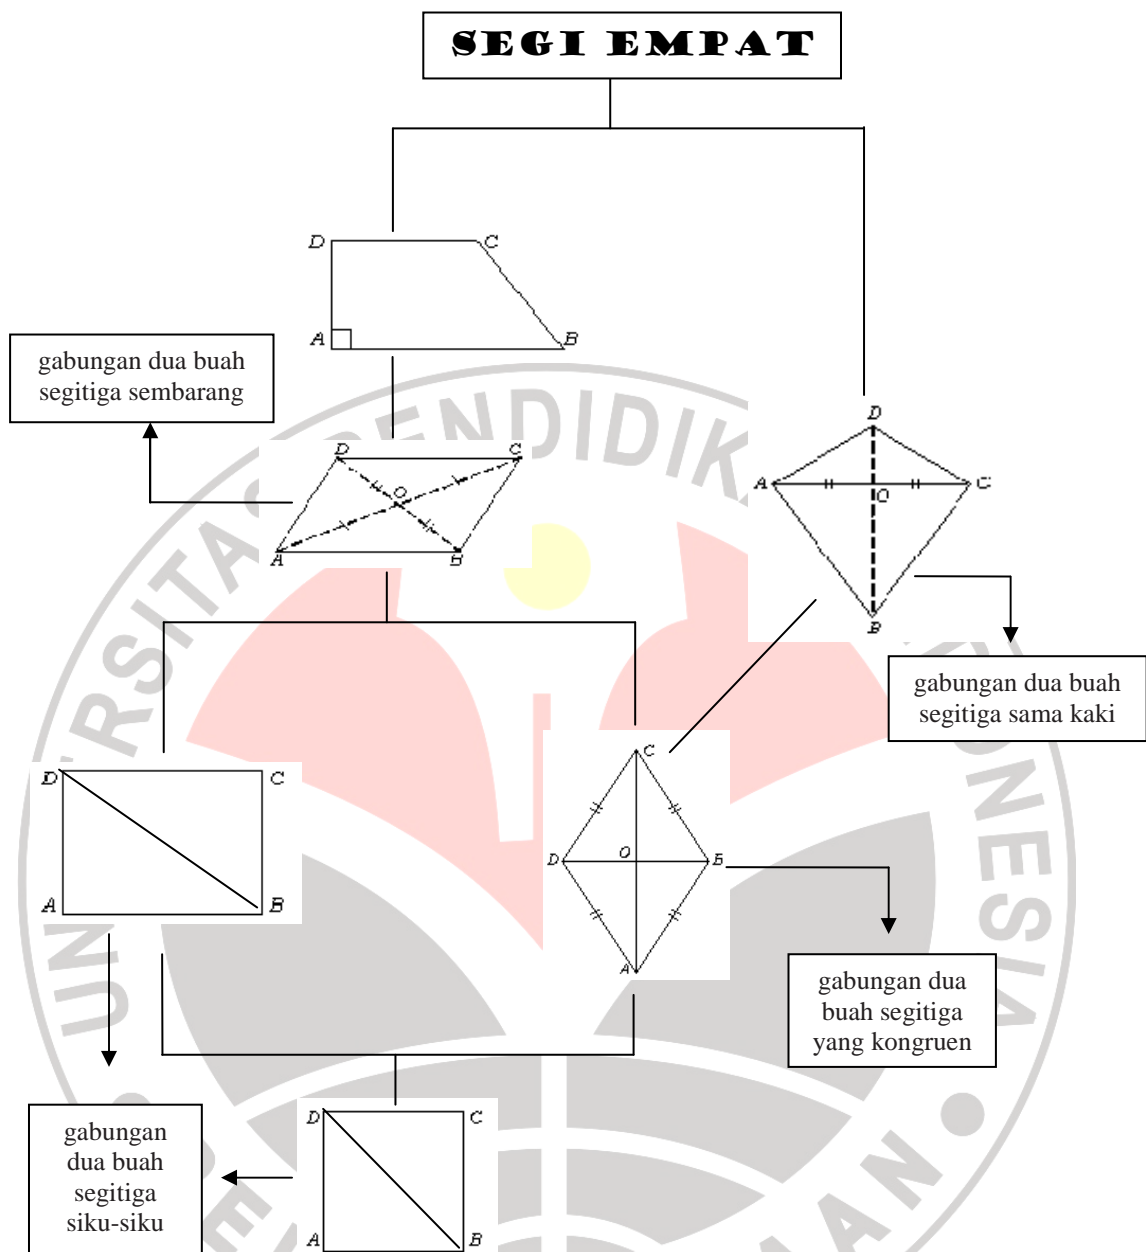 SEGI EMPAT
D C
A B
gabungan dua buah
segitiga sembarang
D C
O
A B
D
A C
O
B
gabungan dua buah
segitiga sama kaki
D C
A B
C
D O B
A
gabungan dua
buah segitiga
yang kongruen
D C
A B
gabungan
dua buah
segitiga
siku-siku